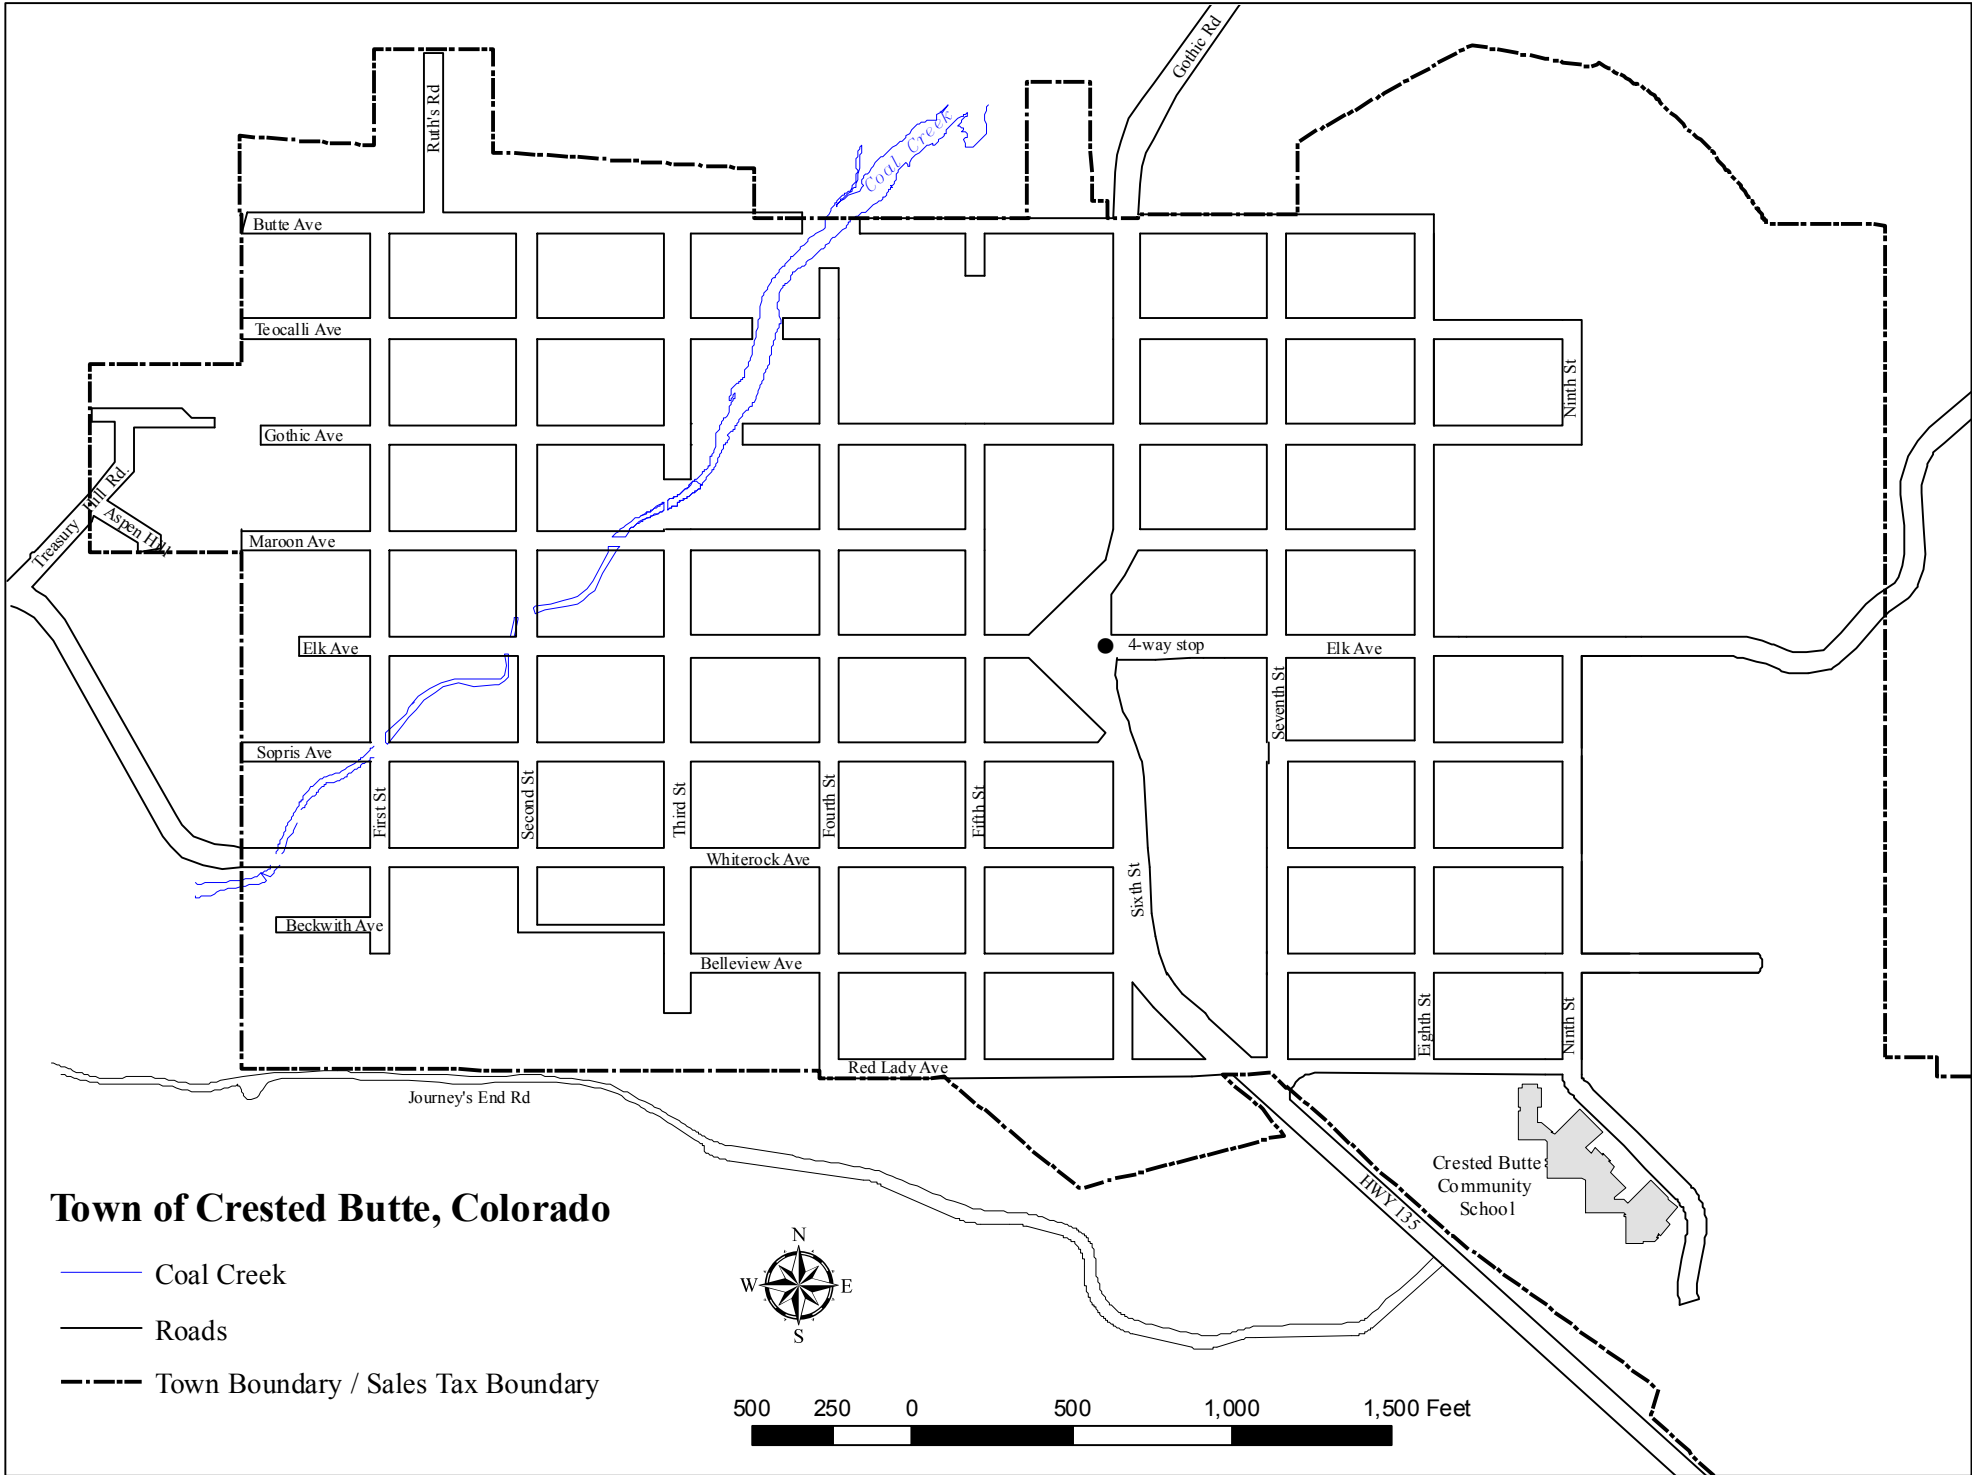 Gothic Rd
Ruth's Rd
Coal Creek
Butte Ave
Teocalli Ave
Ninth St
Gothic Ave
Treasury Hill Rd.
Aspen Hill
Maroon Ave
Elk Ave
4-way stop
Elk Ave
Seventh St
Sopris Ave
First St
Second St
Third St
Fourth St
Fifth St
Whiterock Ave
Sixth St
Beckwith Ave
Belleview Ave
Eighth St
Ninth St
Red Lady Ave
Journey's End Rd
Crested Butte
Community
School
HWY 135
Town of Crested Butte, Colorado
Coal Creek
Roads
Town Boundary / Sales Tax Boundary
N
W E
S
500 250 0 500 1,000 1,500 Feet